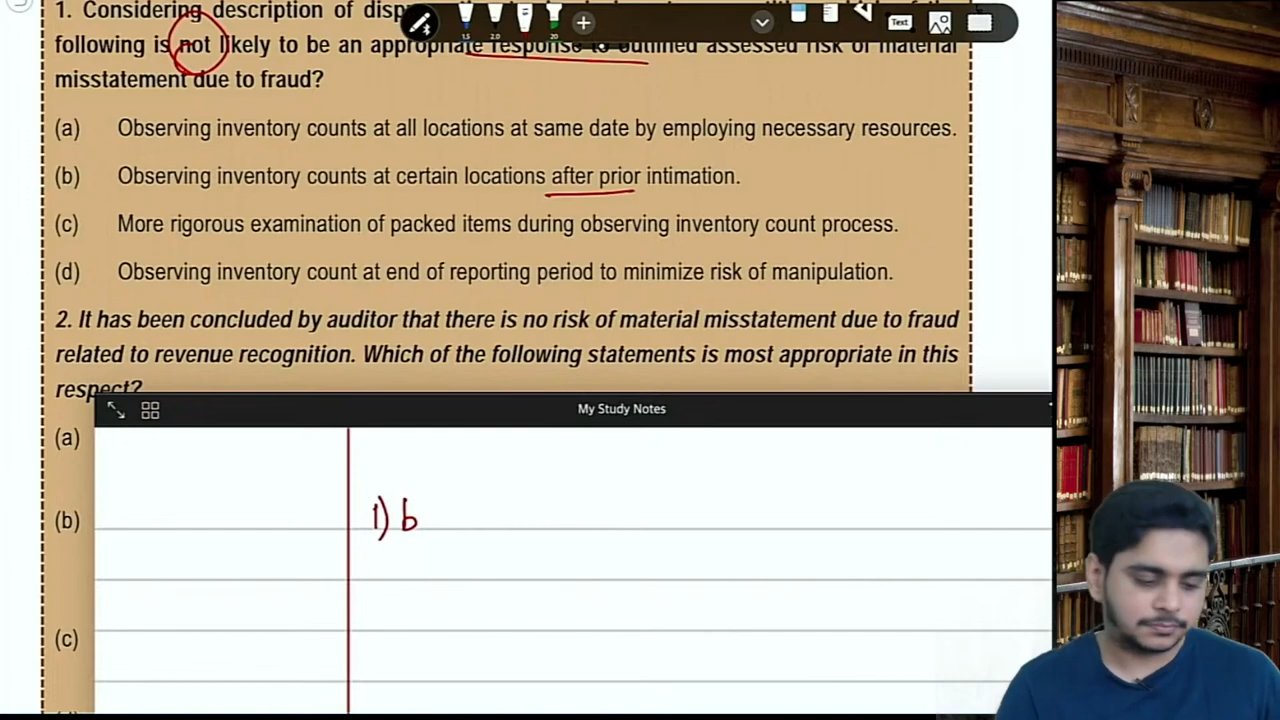 1. Considering description of
following is not likely to be an appropriate response to outlined assessed risk of material
misstatement due to fraud?
(a) Observing inventory counts at all locations at same date by employing necessary resources.
(b) Observing inventory counts at certain locations after prior intimation.
(c) More rigorous examination of packed items during observing inventory count process.
(d) Observing inventory count at end of reporting period to minimize risk of manipulation.
2. It has been concluded by auditor that there is no risk of material misstatement due to fraud
related to revenue recognition. Which of the following statements is most appropriate in this
respect?
1.5 2.0 20
Text
My Study Notes
(a)
(b)
1) b
(c)